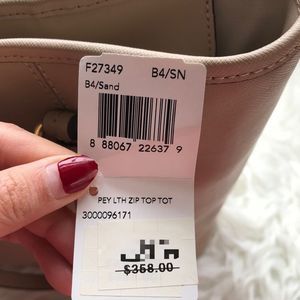 F27349 B4/SN
B4/Sand
8 88067 22637 9
PEY LTH ZIP TOP TOT
3000096171
$358.00